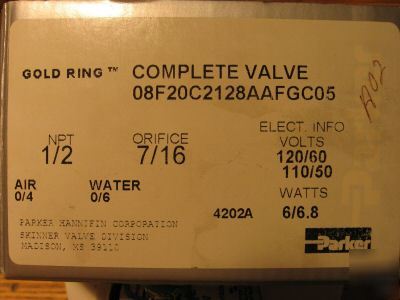 GOLD RING ™ COMPLETE VALVE
08F20C2128AAFGC05
ELECT. INFO
NPT ORIFICE VOLTS
1/2 7/16 120/60
110/50
AIR WATER WATTS
0/4 0/6 4202A 6/6.8
PARKER HANNIFIN CORPORATION
SKINNER VALVE DIVISION
MADISON, MS 39110
Parker